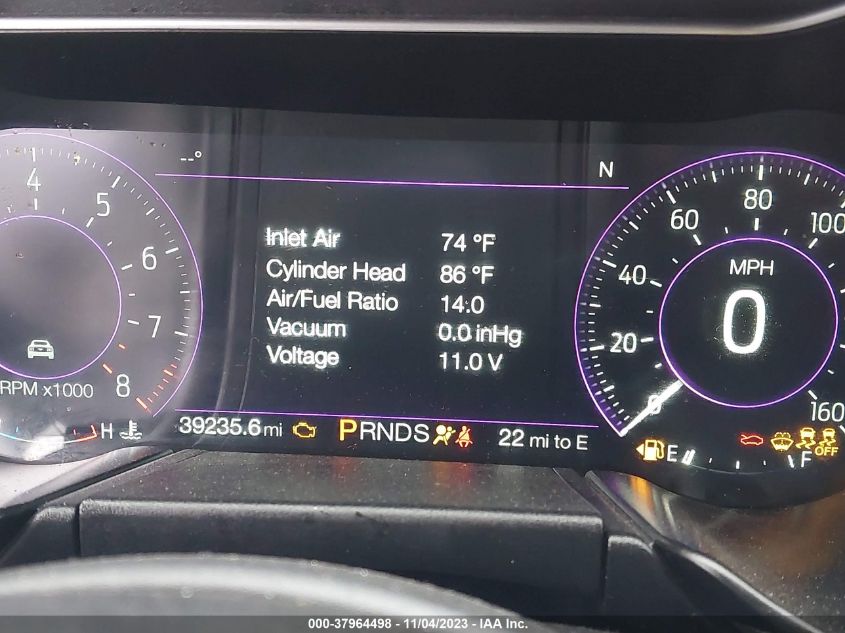 --°
N
4
5
6
7
8
RPM x1000
H
Inlet Air 74 °F
Cylinder Head 86 °F
Air/Fuel Ratio 14.0
Vacuum 0.0 inHg
Voltage 11.0 V
0
20
40
60
80
100
160
MPH
0
39235.6 mi PRNDS 22 mi to E
E
F
OFF
000-37964498 - 11/04/2023 - IAA Inc.